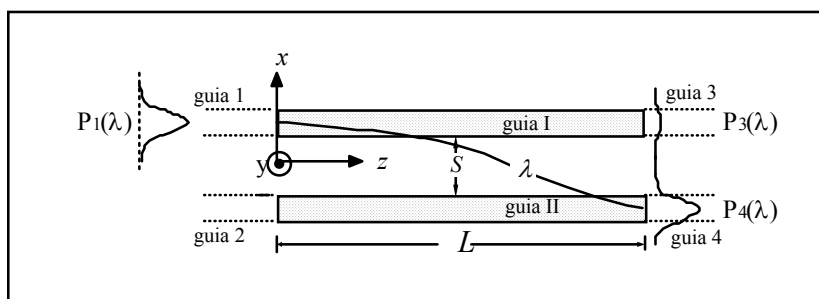 x
guia 1
guia 3
P1(λ)
guia I
P3(λ)
y
z
S
λ
guia II
P4(λ)
guia 2
L
guia 4